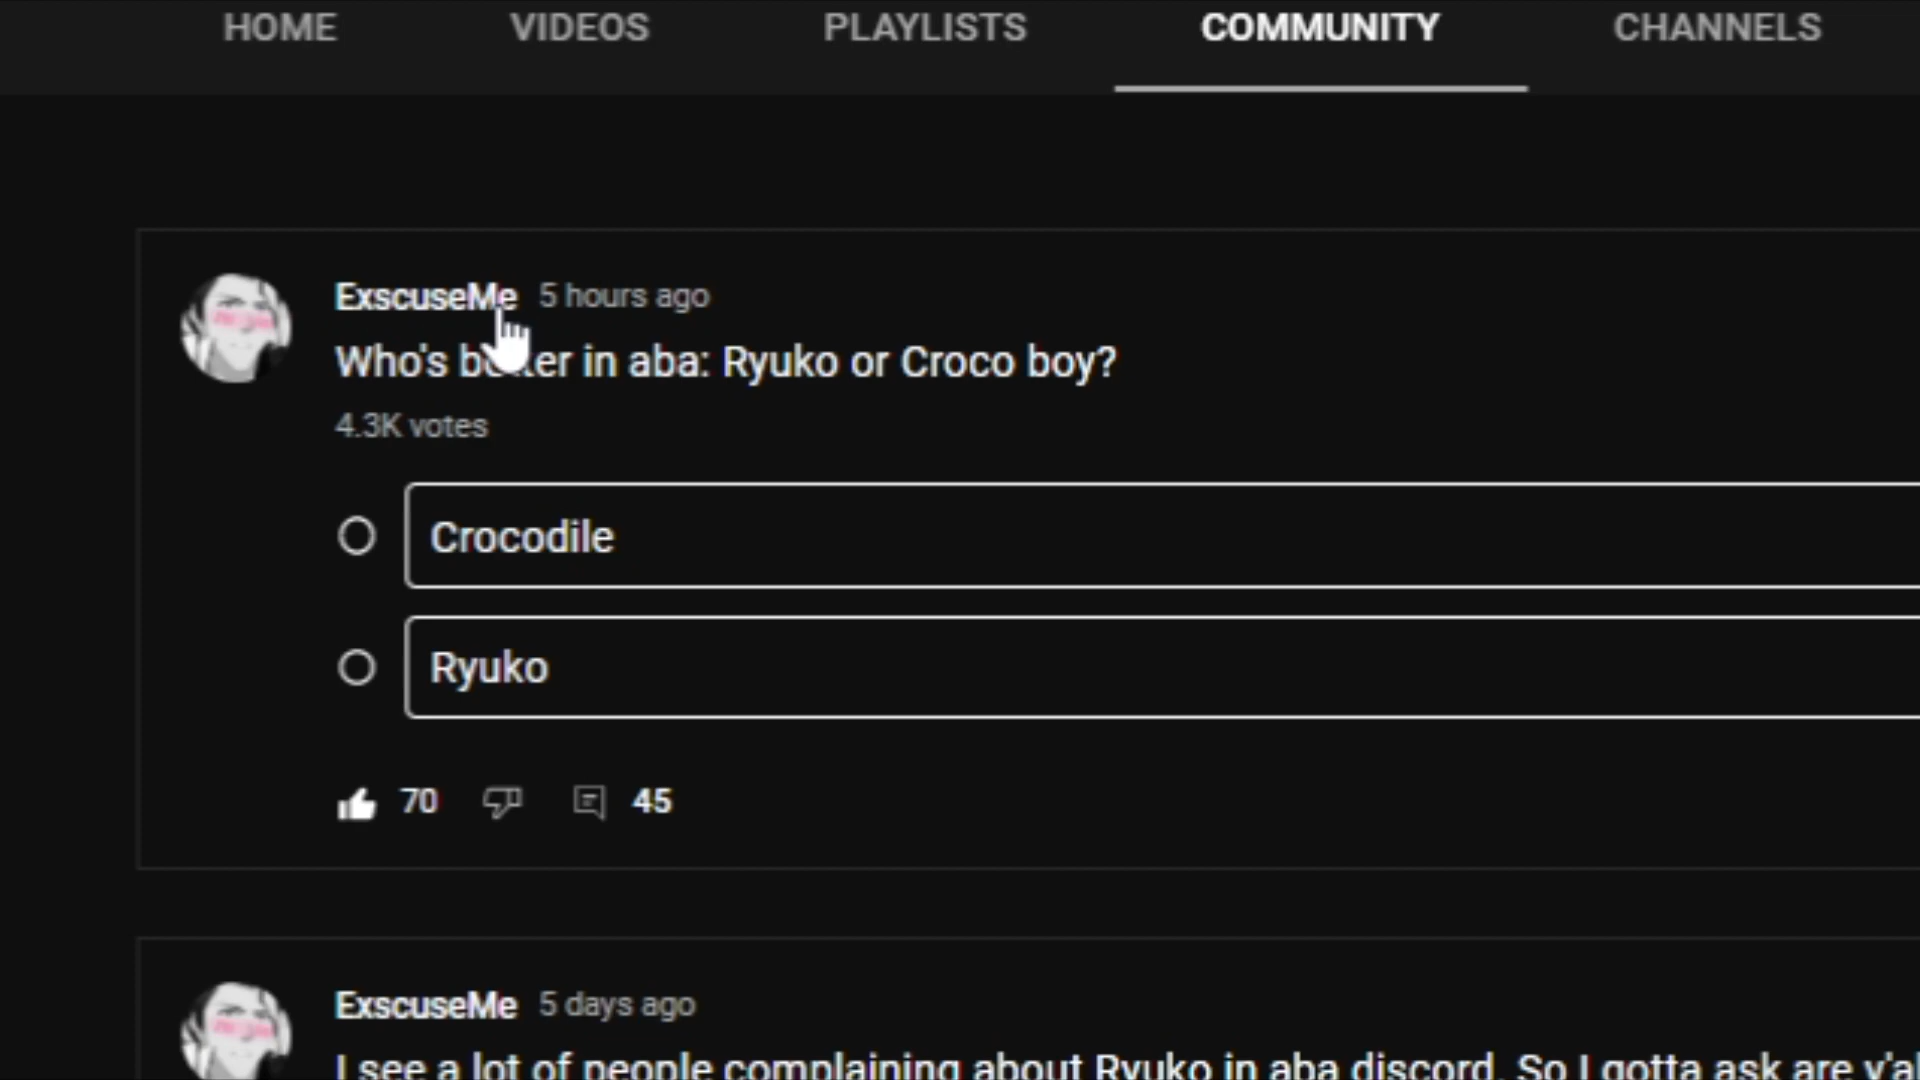 HOME VIDEOS PLAYLISTS COMMUNITY CHANNELS
ExscuseMe 5 hours ago
Who's better in aba: Ryuko or Croco boy?
4.3K votes
Crocodile
Ryuko
70 45
ExscuseMe 5 days ago
I see a lot of people complaining about Ryuko in aba discord. So I gotta ask are